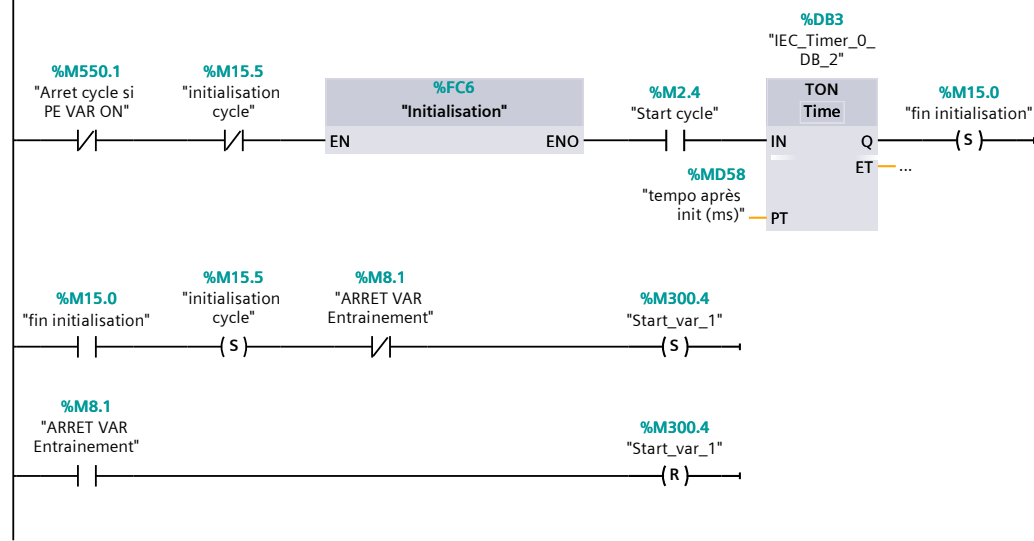 %DB3
"IEC_Timer_0_
DB_2"
%M550.1
"Arret cycle si
PE VAR ON"
%M15.5
"initialisation
cycle"
%FC6
"Initialisation"
EN
ENO
%M2.4
"Start cycle"
TON
Time
IN
Q
ET
...
%MD58
"tempo après
init (ms)"
PT
%M15.0
"fin initialisation"
S
%M15.0
"fin initialisation"
%M15.5
"initialisation
cycle"
S
%M8.1
"ARRET VAR
Entrainement"
%M300.4
"Start_var_1"
S
%M8.1
"ARRET VAR
Entrainement"
%M300.4
"Start_var_1"
R